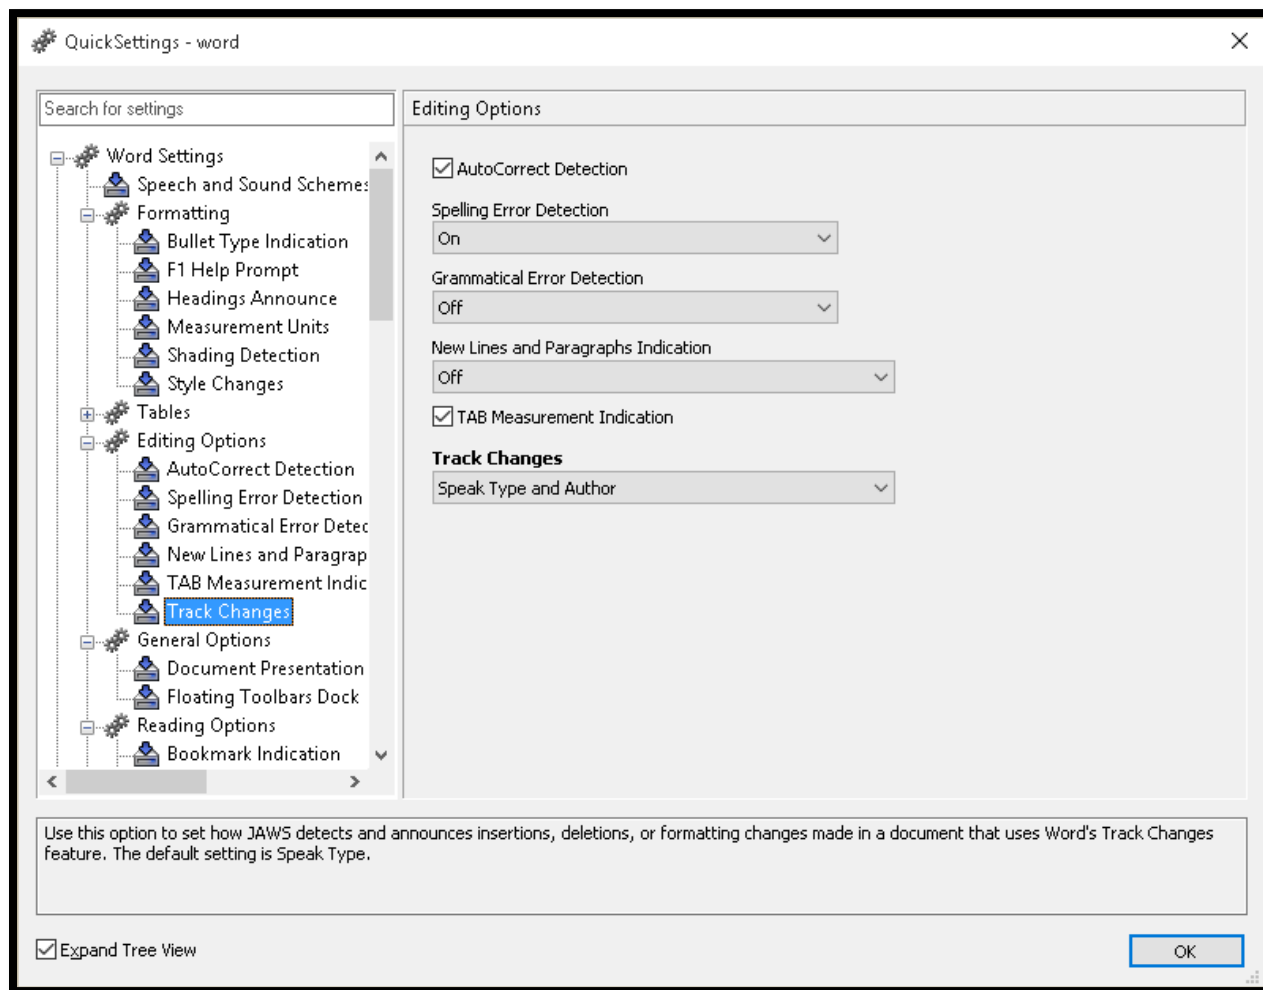 QuickSettings - word
Search for settings
Word Settings
Speech and Sound Schemes
Formatting
Bullet Type Indication
F1 Help Prompt
Headings Announce
Measurement Units
Shading Detection
Style Changes
Tables
Editing Options
AutoCorrect Detection
Spelling Error Detection
Grammatical Error Detec
New Lines and Paragrap
TAB Measurement Indic
Track Changes
General Options
Document Presentation
Floating Toolbars Dock
Reading Options
Bookmark Indication
Editing Options
AutoCorrect Detection
Spelling Error Detection
On
Grammatical Error Detection
Off
New Lines and Paragraphs Indication
Off
TAB Measurement Indication
Track Changes
Speak Type and Author
Use this option to set how JAWS detects and announces insertions, deletions, or formatting changes made in a document that uses Word's Track Changes
feature. The default setting is Speak Type.
Expand Tree View
OK